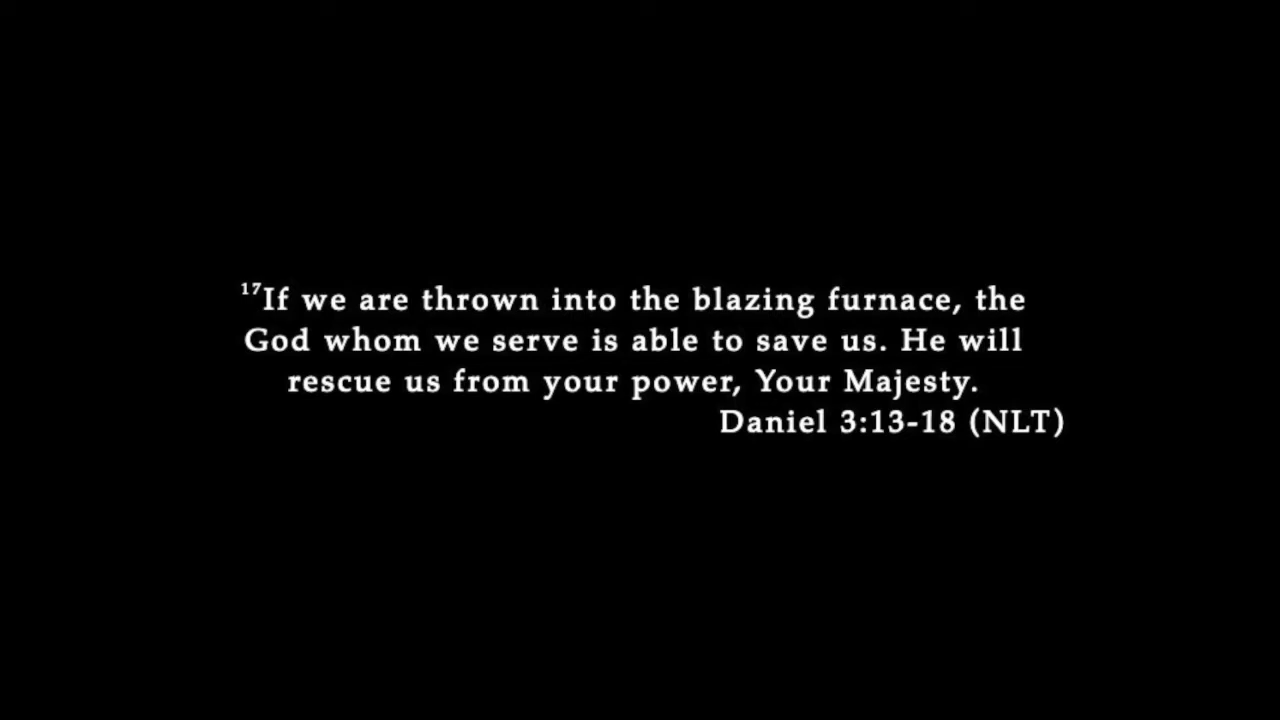 ¹⁷If we are thrown into the blazing furnace, the
God whom we serve is able to save us. He will
rescue us from your power, Your Majesty.
Daniel 3:13-18 (NLT)